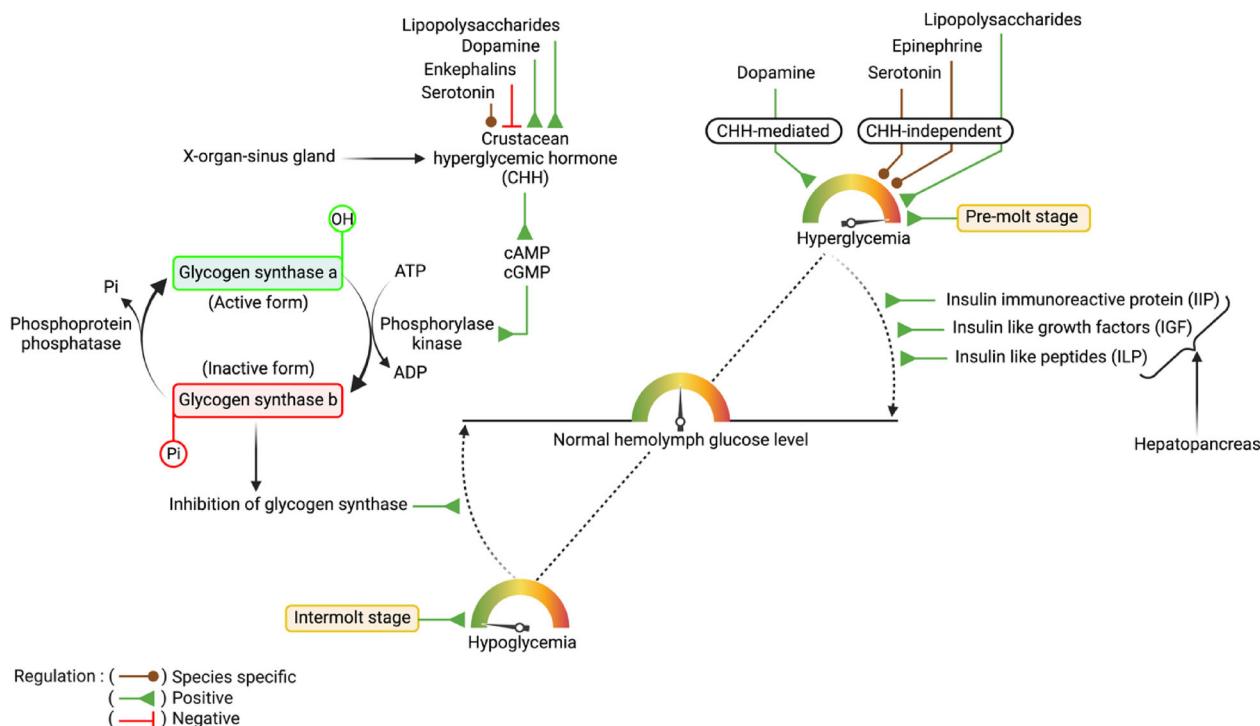 Lipopolysaccharides
Dopamine
Enkephalins
Serotonin
Crustacean
hyperglycemic hormone
(CHH)
X-organ-sinus gland
cAMP
cGMP
OH
Glycogen synthase a
(Active form)
Pi
ATP
Phosphoprotein
phosphatase
Phosphorylase
kinase
ADP
(Inactive form)
Glycogen synthase b
Pi
Inhibition of glycogen synthase
Lipopolysaccharides
Epinephrine
Dopamine
Serotonin
CHH-mediated
CHH-independent
Pre-molt stage
Hyperglycemia
Insulin immunoreactive protein (IIP)
Insulin like growth factors (IGF)
Insulin like peptides (ILP)
Hepatopancreas
Normal hemolymph glucose level
Intermolt stage
Hypoglycemia
Regulation : ( ) Species specific
( ) Positive
( ) Negative